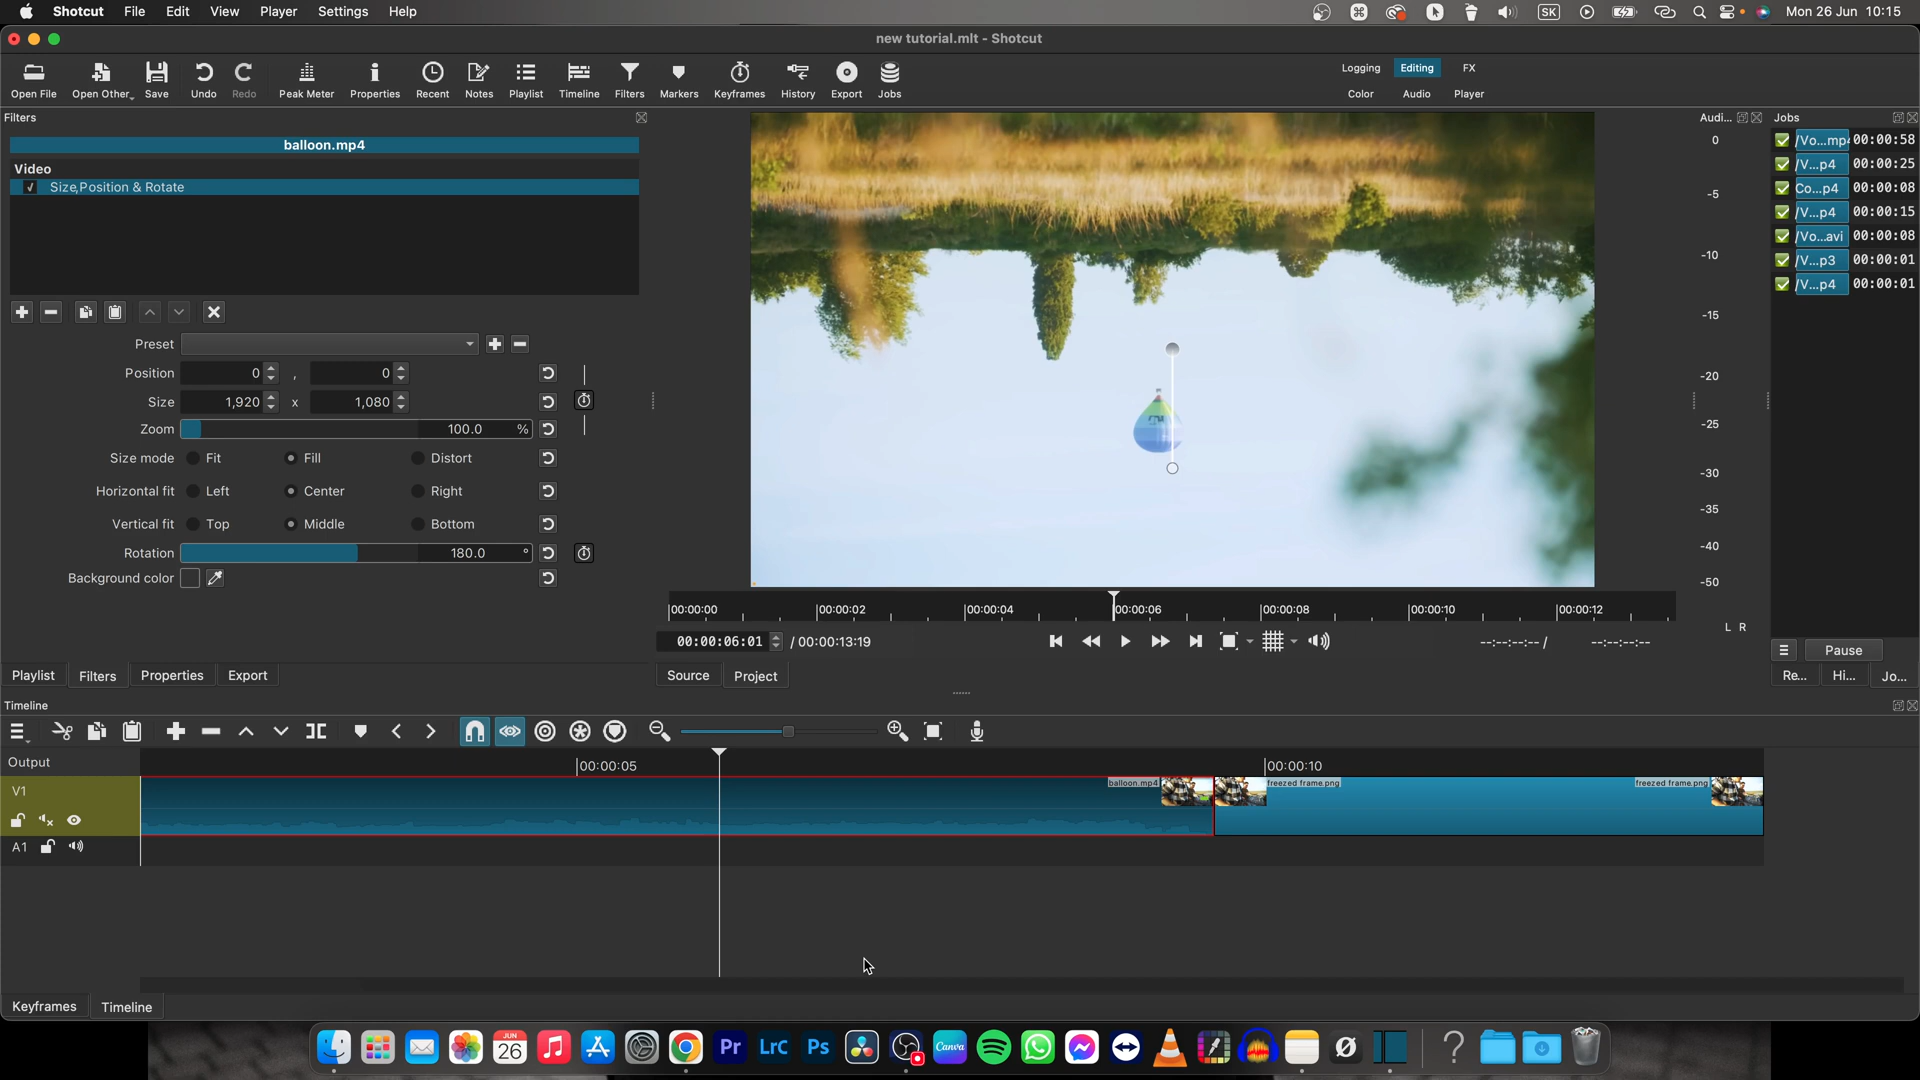 Shotcut File Edit View Player Settings Help
SK
Mon 26 Jun 10:15
new tutorial.mlt - Shotcut
Open File Open Other.. Save Undo Redo Peak Meter Properties Recent Notes Playlist Timeline Filters Markers Keyframes History Export Jobs
Logging Editing FX
Color Audio Player
Filters
balloon.mp4
Video
Size,Position & Rotate
Preset
Position 0 , 0
Size 1,920 x 1,080
Zoom 100.0 %
Size mode Fit Fill Distort
Horizontal fit Left Center Right
Vertical fit Top Middle Bottom
Rotation 180.0 °
Background color
Playlist Filters Properties Export
00:00:00 00:00:02 00:00:04 00:00:06 00:00:08 00:00:10 00:00:12
00:00:06:01 / 00:00:13:19
--:--:--:-- / --:--:--:--
Source Project
Audi...
0
-5
-10
-15
-20
-25
-30
-35
-40
-50
L R
Jobs
/Vo...mp4 00:00:58
/V...p4 00:00:25
Co...p4 00:00:08
/V...p4 00:00:15
/Vo...avi 00:00:08
/V...p3 00:00:01
/V...p4 00:00:01
Pause
Re... Hi... Jo...
Timeline
Output
00:00:05 00:00:10
V1
balloon.mp4 freezed frame.png freezed frame.png
A1
Keyframes Timeline
JUN
26
Pr LrC Ps Canva